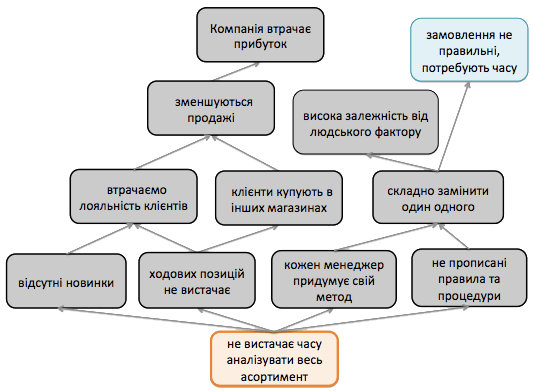 Компанія втрачає
прибуток
замовлення не
правильні,
потребують часу
зменшуються
продажі
висока залежність від
людського фактору
втрачаємо
лояльність клієнтів
клієнти купують в
інших магазинах
складно замінити
один одного
відсутні новинки
ходових позицій
не вистачає
кожен менеджер
придумує свій
метод
не прописані
правила та
процедури
не вистачає часу
аналізувати весь
асортимент